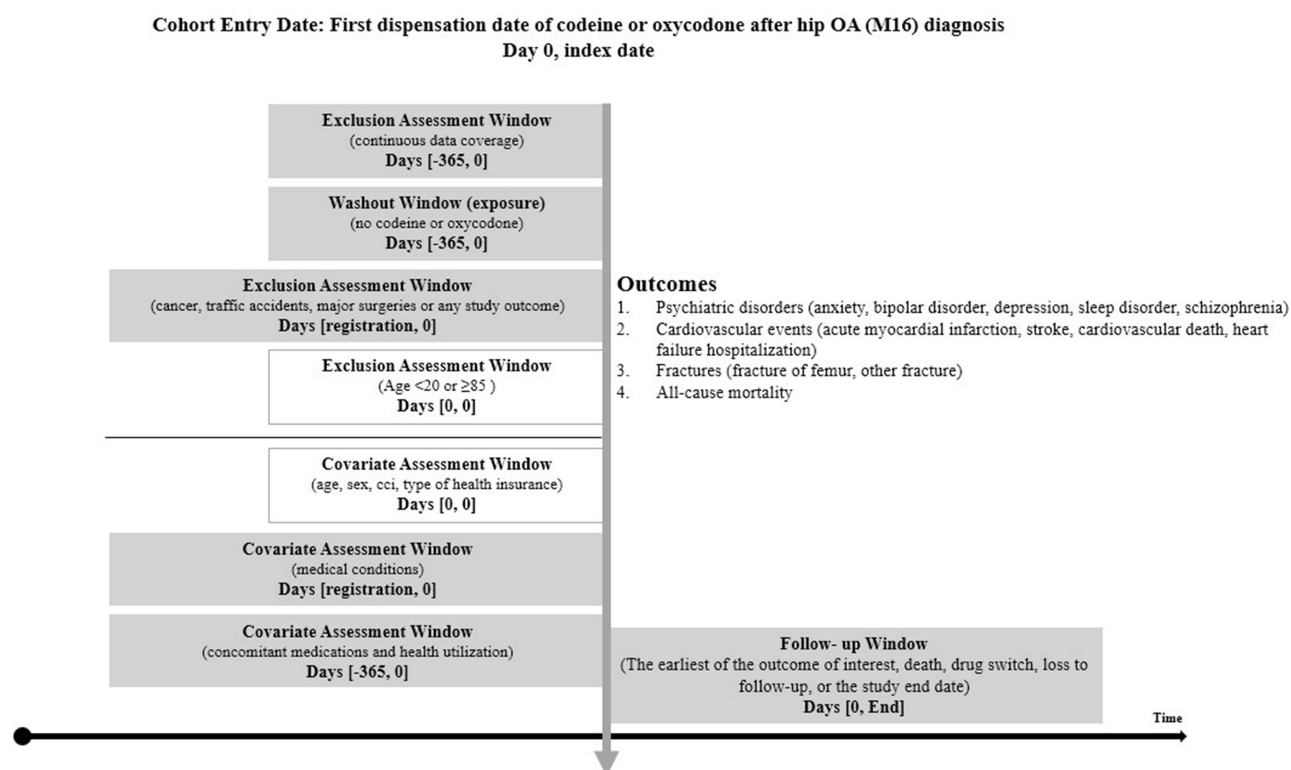 Cohort Entry Date: First dispensation date of codeine or oxycodone after hip OA (M16) diagnosis
Day 0, index date
Exclusion Assessment Window
(continuous data coverage)
Days [-365, 0]
Washout Window (exposure)
(no codeine or oxycodone)
Days [-365, 0]
Exclusion Assessment Window
(cancer, traffic accidents, major surgeries or any study outcome)
Days [registration, 0]
Exclusion Assessment Window
(Age <20 or ≥85 )
Days [0, 0]
Outcomes
1. Psychiatric disorders (anxiety, bipolar disorder, depression, sleep disorder, schizophrenia)
2. Cardiovascular events (acute myocardial infarction, stroke, cardiovascular death, heart
failure hospitalization)
3. Fractures (fracture of femur, other fracture)
4. All-cause mortality
Covariate Assessment Window
(age, sex, cci, type of health insurance)
Days [0, 0]
Covariate Assessment Window
(medical conditions)
Days [registration, 0]
Covariate Assessment Window
(concomitant medications and health utilization)
Days [-365, 0]
Follow- up Window
(The earliest of the outcome of interest, death, drug switch, loss to
follow-up, or the study end date)
Days [0, End]
Time